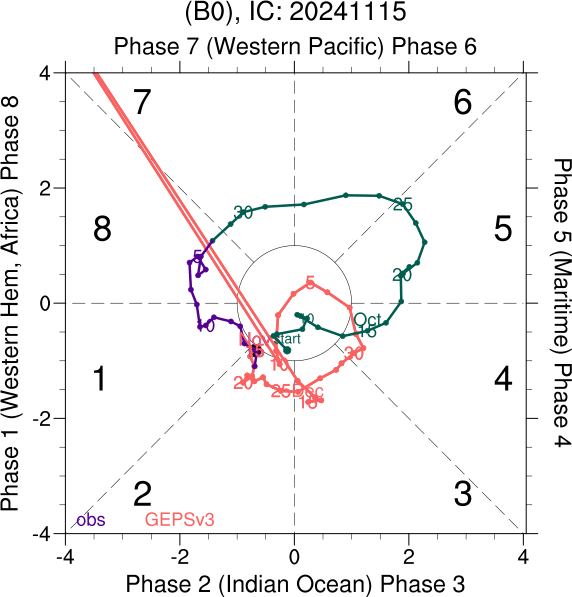 (B0), IC: 20241115
Phase 7 (Western Pacific) Phase 6
Phase 1 (Western Hem, Africa) Phase 8
Phase 5 (Maritime) Phase 4
4
2
0
-2
-4
7
6
8
5
1
4
2
3
30
25
5
20
5
Oct
15
10
Nov
start
30
10
20
25
Dec
15
obs
GEPSv3
-4
-2
0
2
4
Phase 2 (Indian Ocean) Phase 3